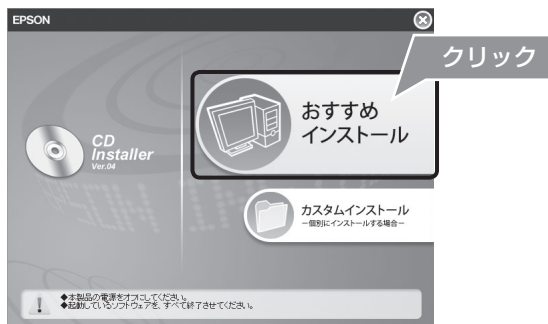 EPSON
クリック
おすすめ
インストール
CD
Installer
Ver.04
カスタムインストール
－個別にインストールする場合－
◆本製品の電源をオフにしてください。
◆起動しているソフトウェアを、すべて終了させてください。